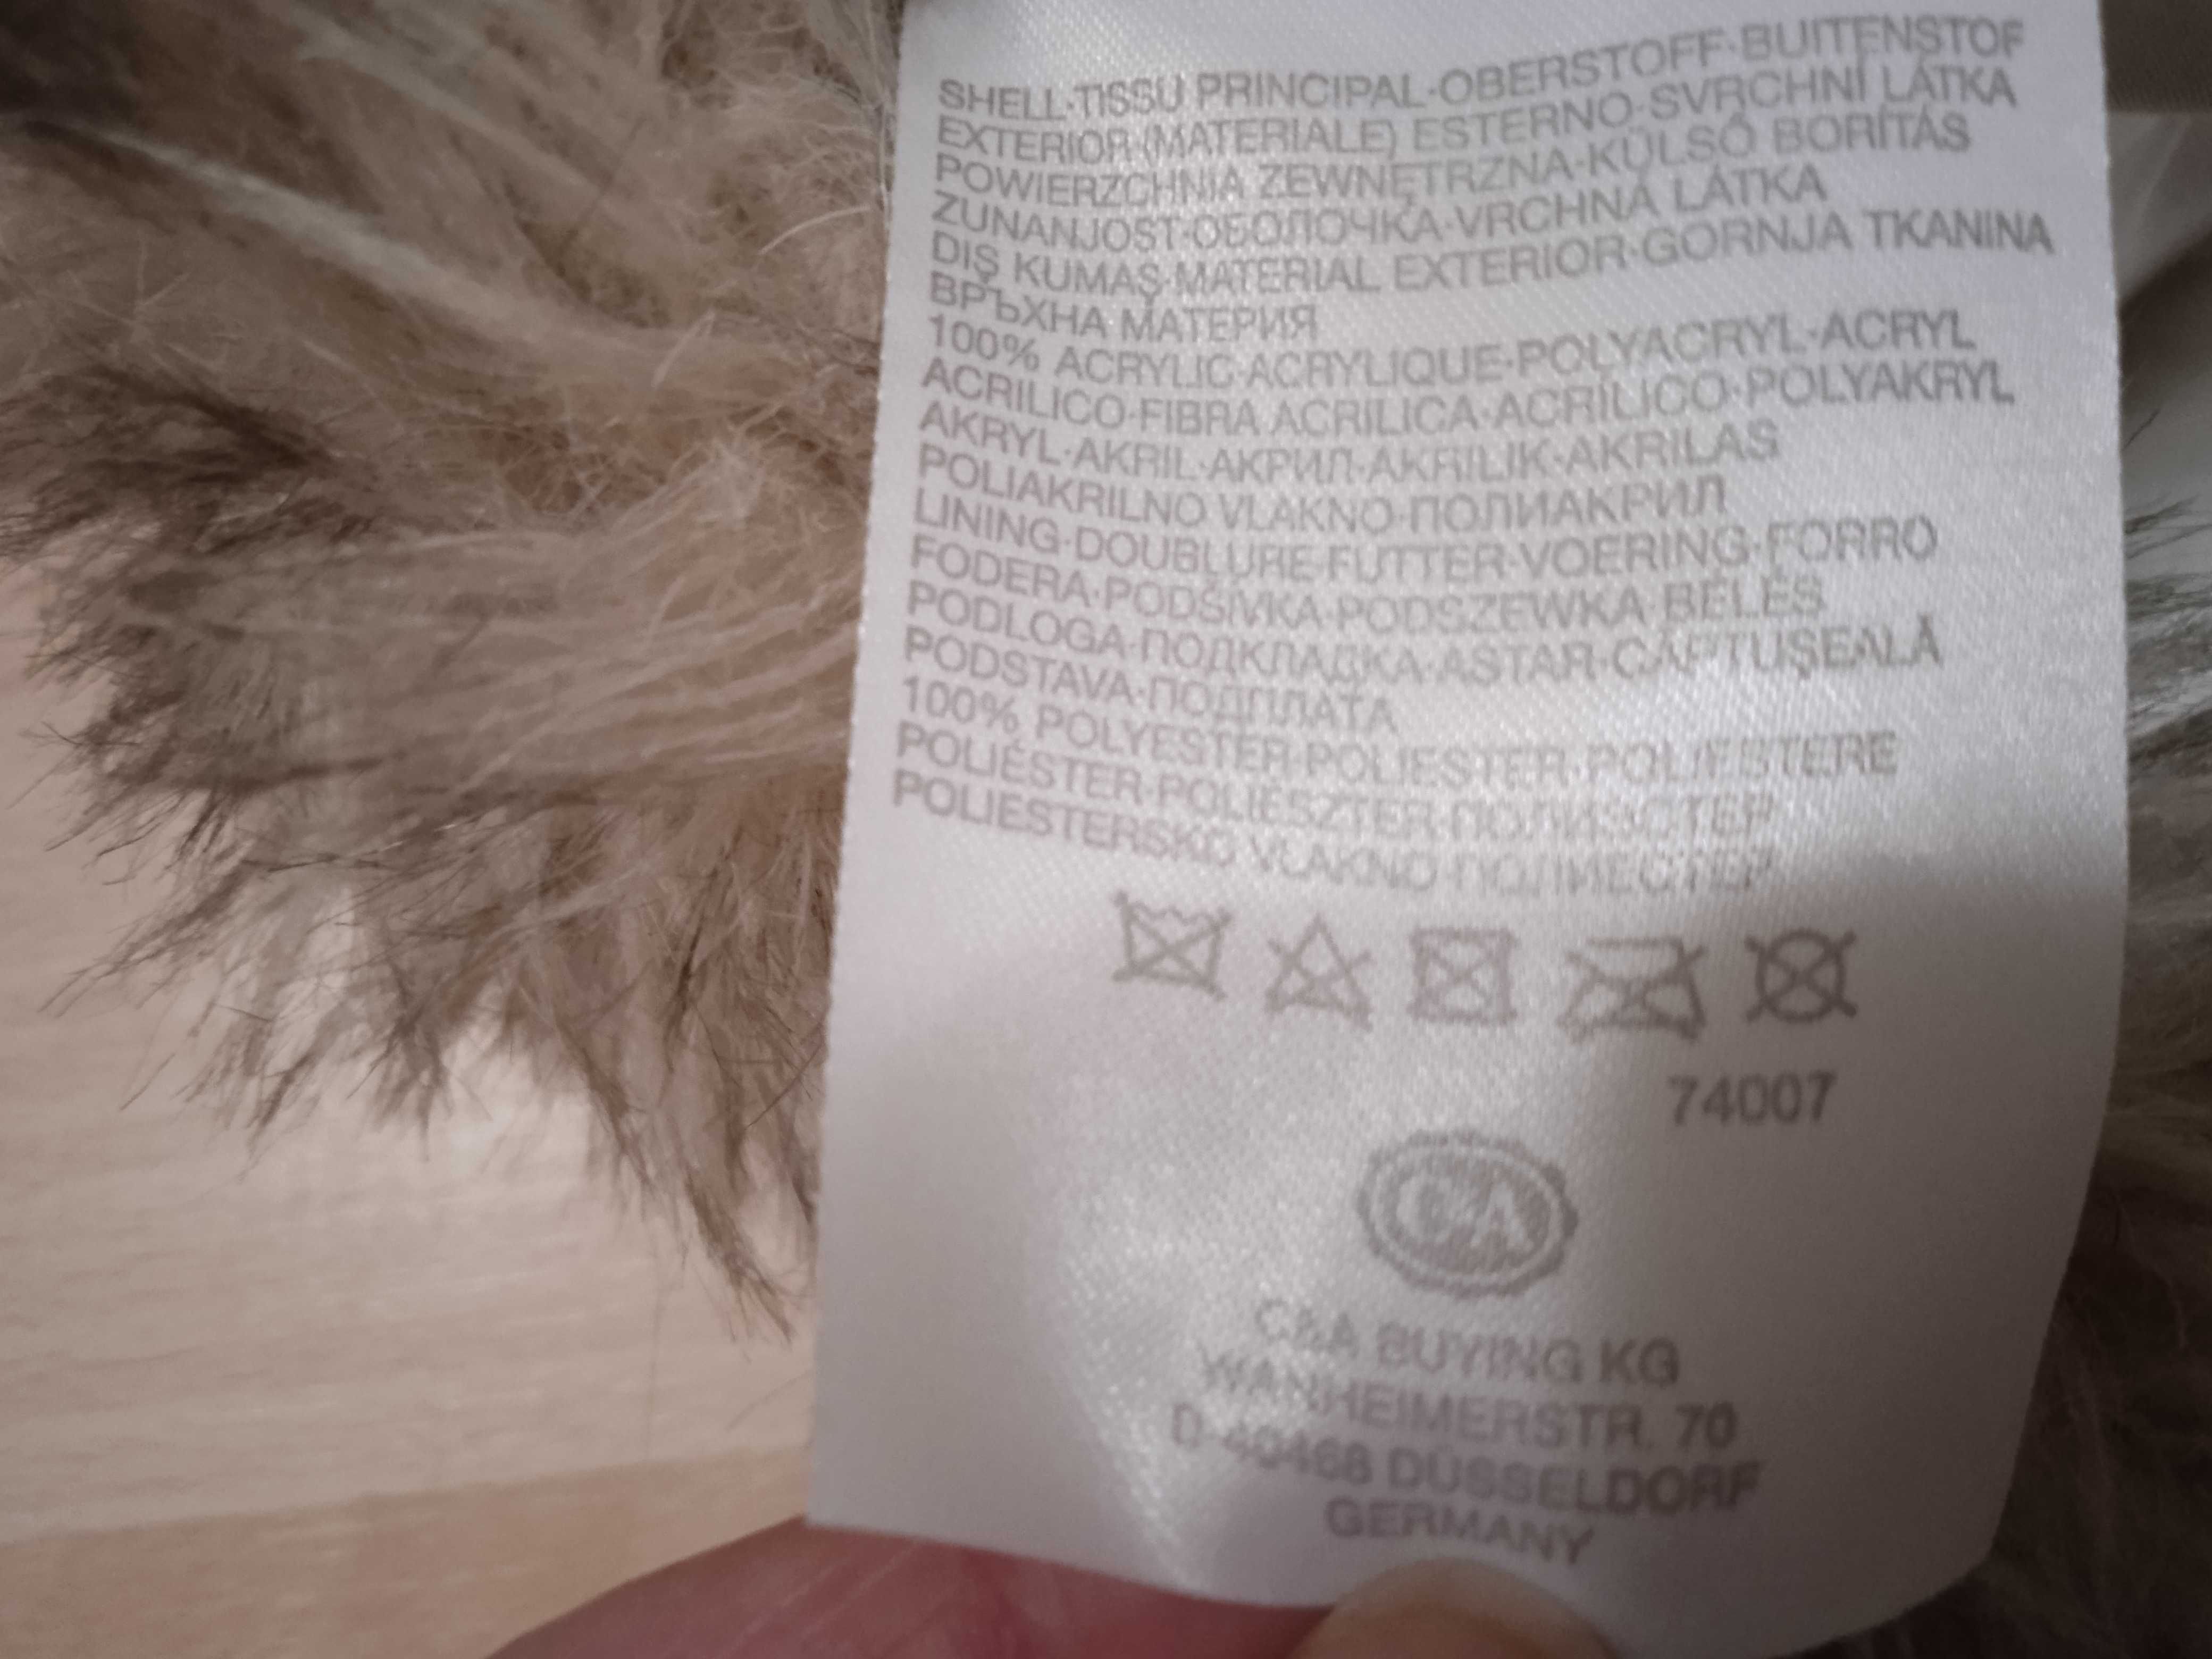 SHELL·TISSU PRINCIPAL·OBERSTOFF·BUITENSTOF
EXTERIOR·(MATERIALE) ESTERNO·SVRCHNÍ LÁTKA
POWIERZCHNIA ZEWNĘTRZNA·KÜLSŐ BORÍTÁS
ZUNANJOST·ОБОЛОЧКА·VRCHNÁ LÁTKA
DIŞ KUMAŞ·MATERIAL EXTERIOR·GORNJA TKANINA
ВРЪХНА МАТЕРИЯ
100% ACRYLIC·ACRYLIQUE·POLYACRYL·ACRYL
ACRILICO·FIBRA ACRILICA·ACRÍLICO·POLYAKRYL
AKRYL·AKRIL·АКРИЛ·AKRILIK·AKRILAS
POLIAKRILNO VLAKNO·ПОЛИАКРИЛ
LINING·DOUBLURE·FUTTER·VOERING·FORRO
FODERA·PODŠIVKA·PODSZEWKA·BÉLÉS
PODLOGA·ПОДКЛАДКА·ASTAR·CĂPTUŞEALĂ
PODSTAVA·ПОДПЛАТА
100% POLYESTER·POLIESTER·POLIESTERE
POLIÉSTER·POLIÉSZTER·ПОЛИЭСТЕР
POLIESTERSKO VLAKNO·ПОЛИЕСТЕР
74007
C&A
C&A BUYING KG
WANHEIMERSTR. 70
D-40468 DÜSSELDORF
GERMANY